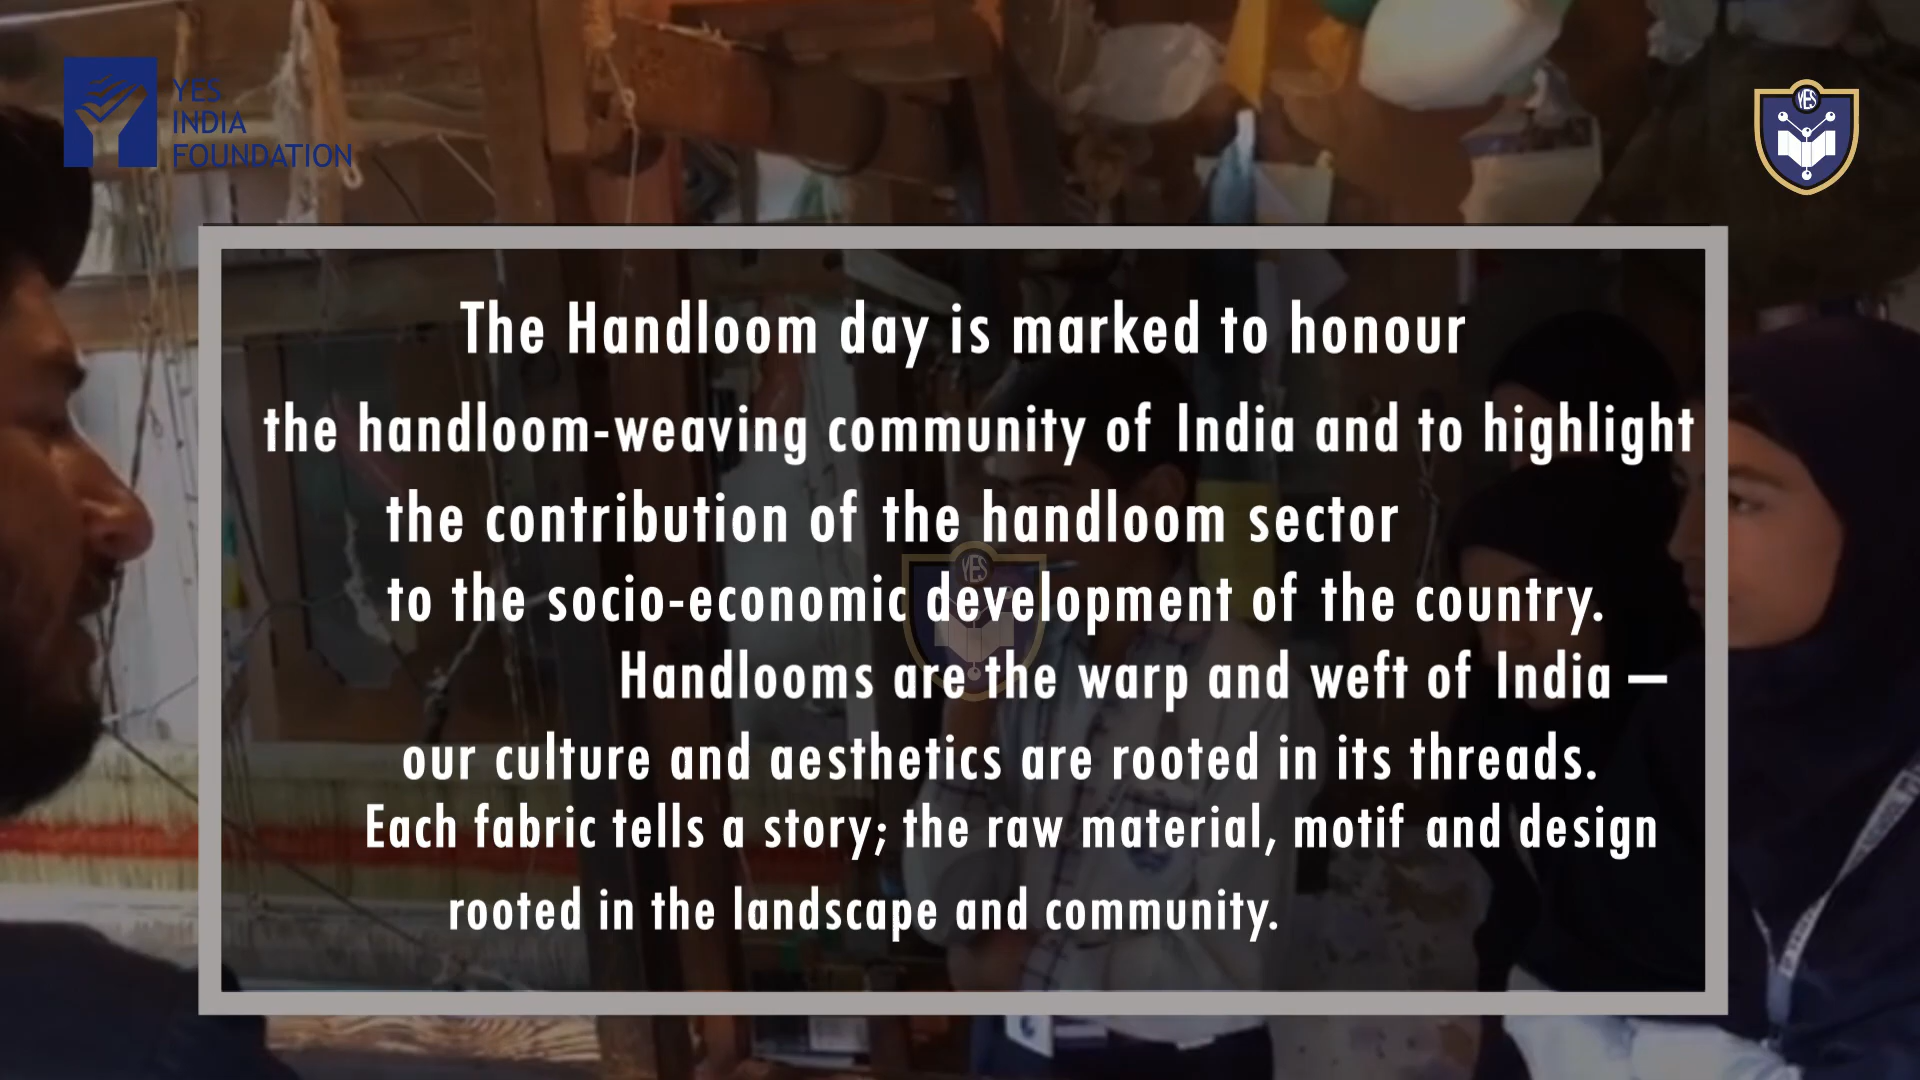 YES
INDIA
FOUNDATION
YES
The Handloom day is marked to honour
the handloom-weaving community of India and to highlight
the contribution of the handloom sector
to the socio-economic development of the country.
Handlooms are the warp and weft of India –
our culture and aesthetics are rooted in its threads.
Each fabric tells a story; the raw material, motif and design
rooted in the landscape and community.
YES